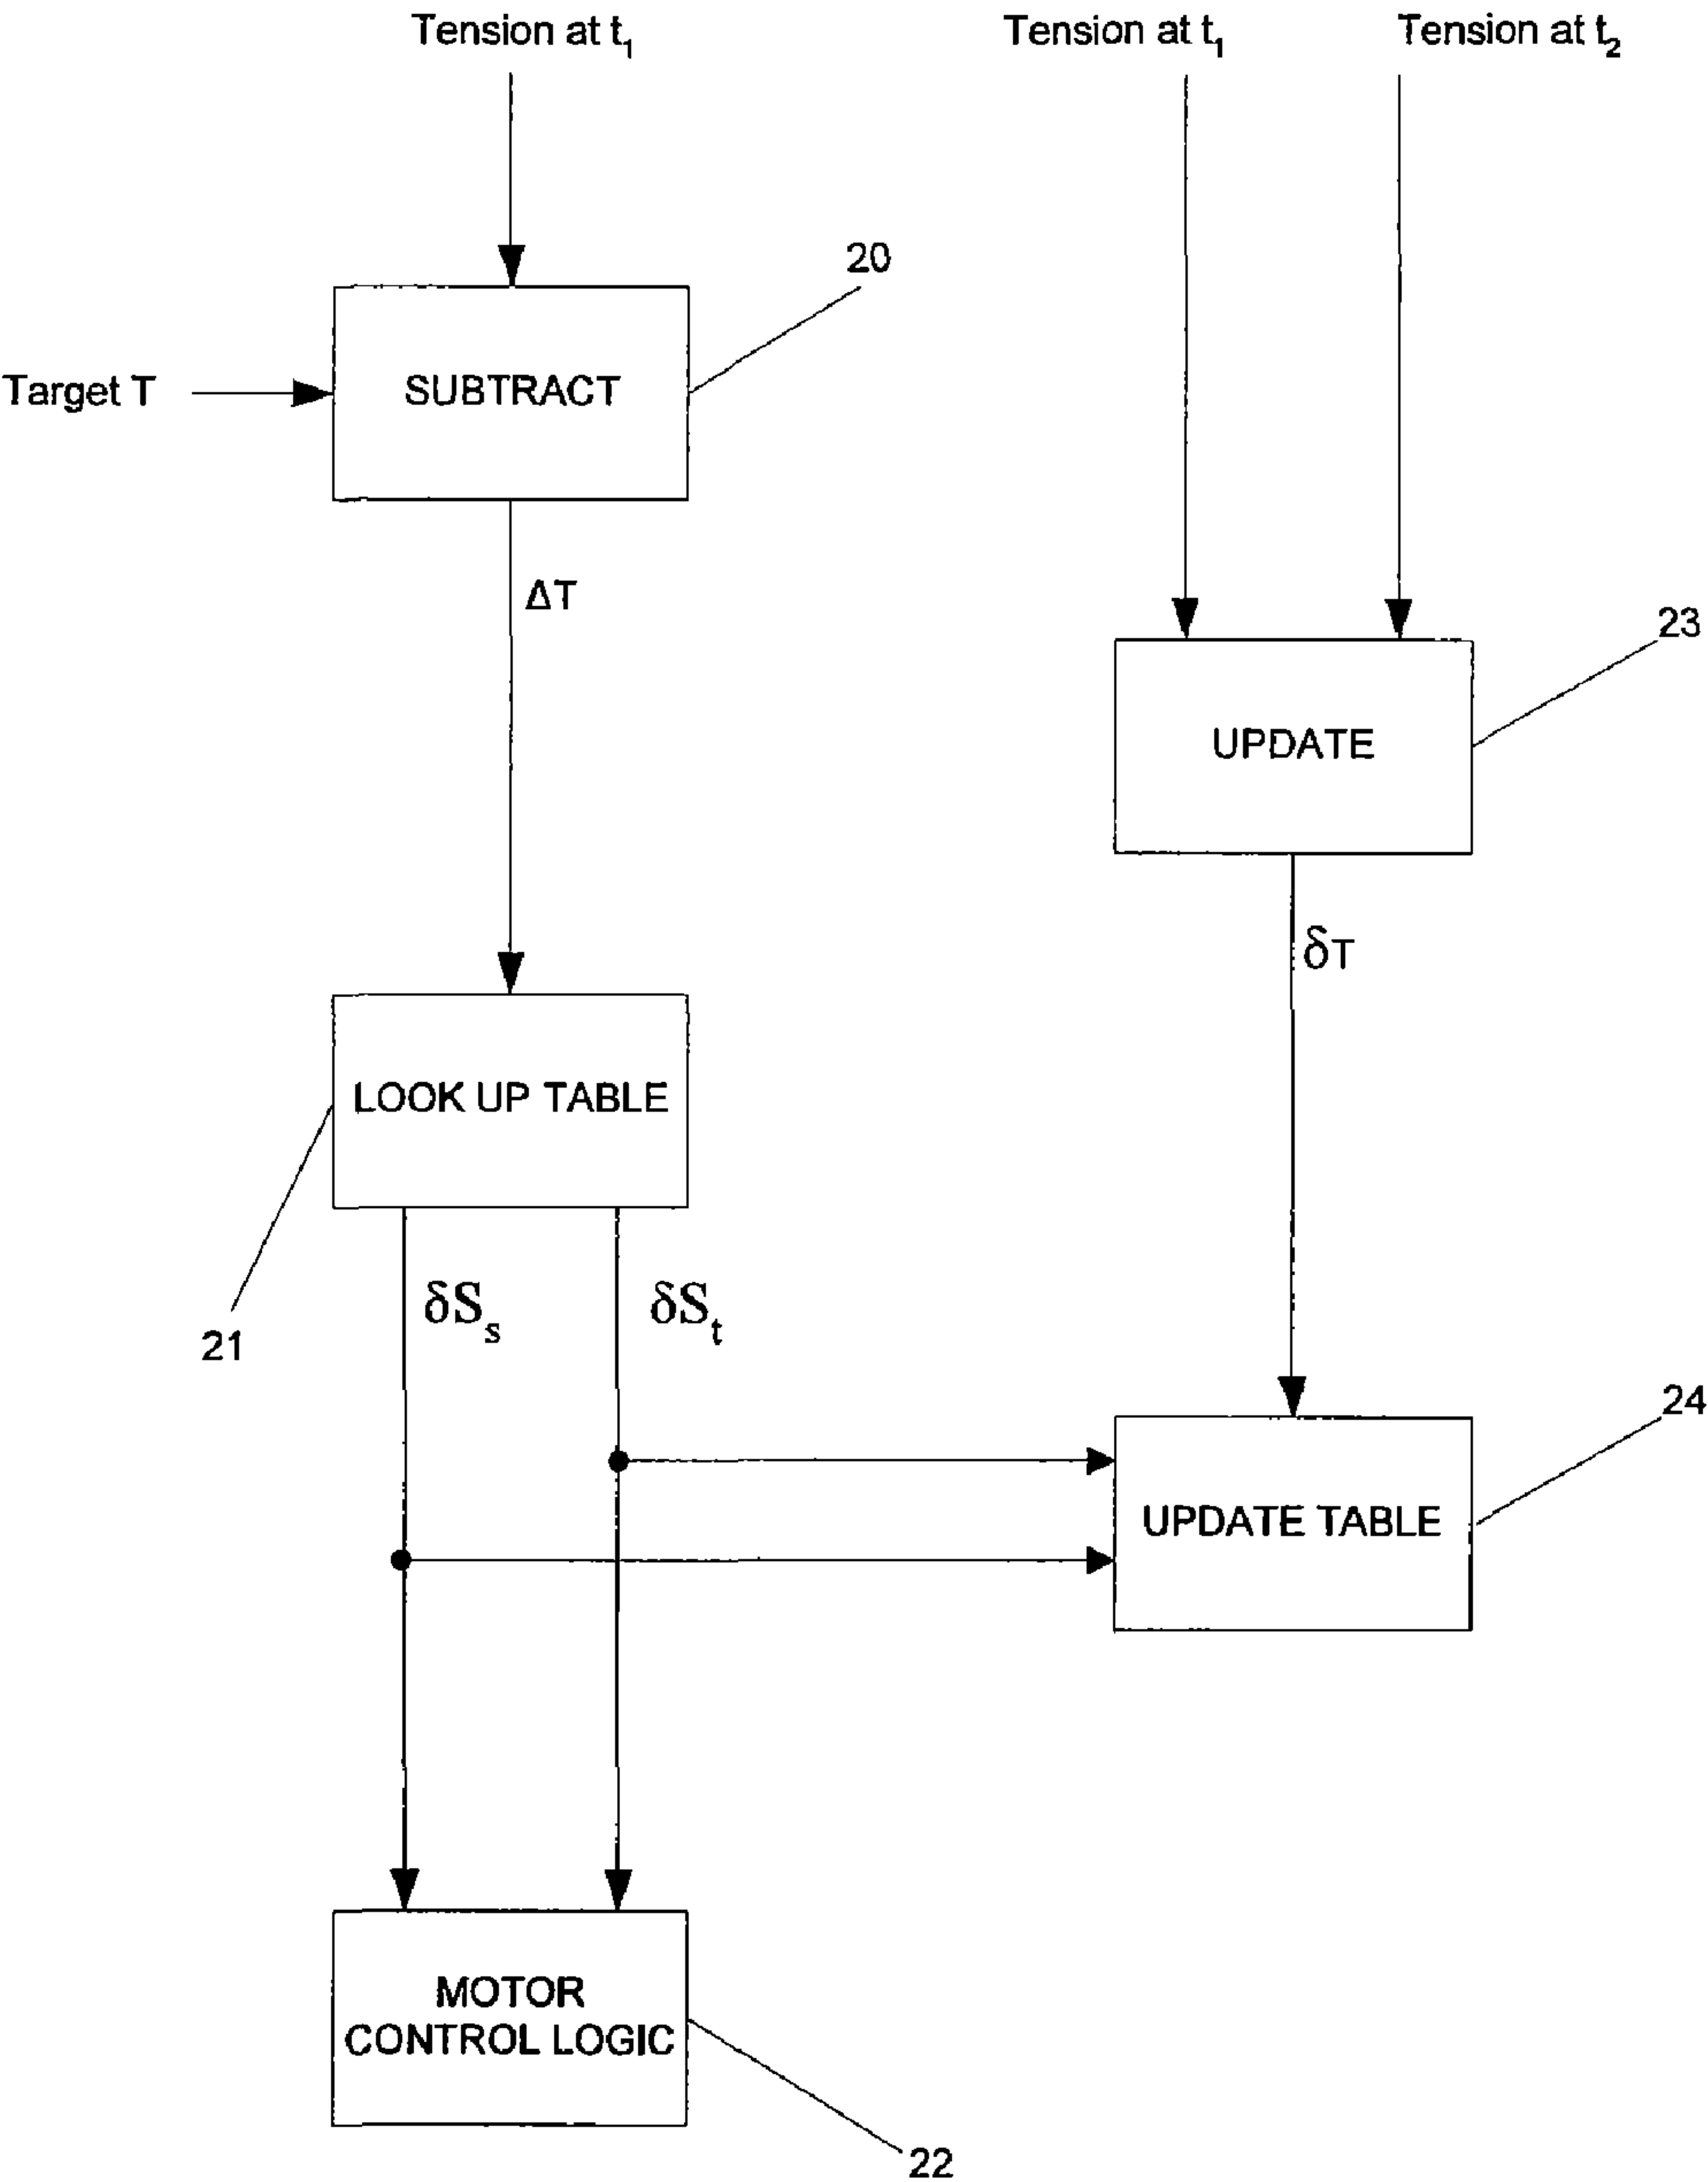 Tension at t₁
Tension at t₁
Tension at t₂
20
Target T
SUBTRACT
ΔT
23
UPDATE
δT
LOOK UP TABLE
21
δSₛ
δSₜ
24
UPDATE TABLE
MOTOR
CONTROL LOGIC
22